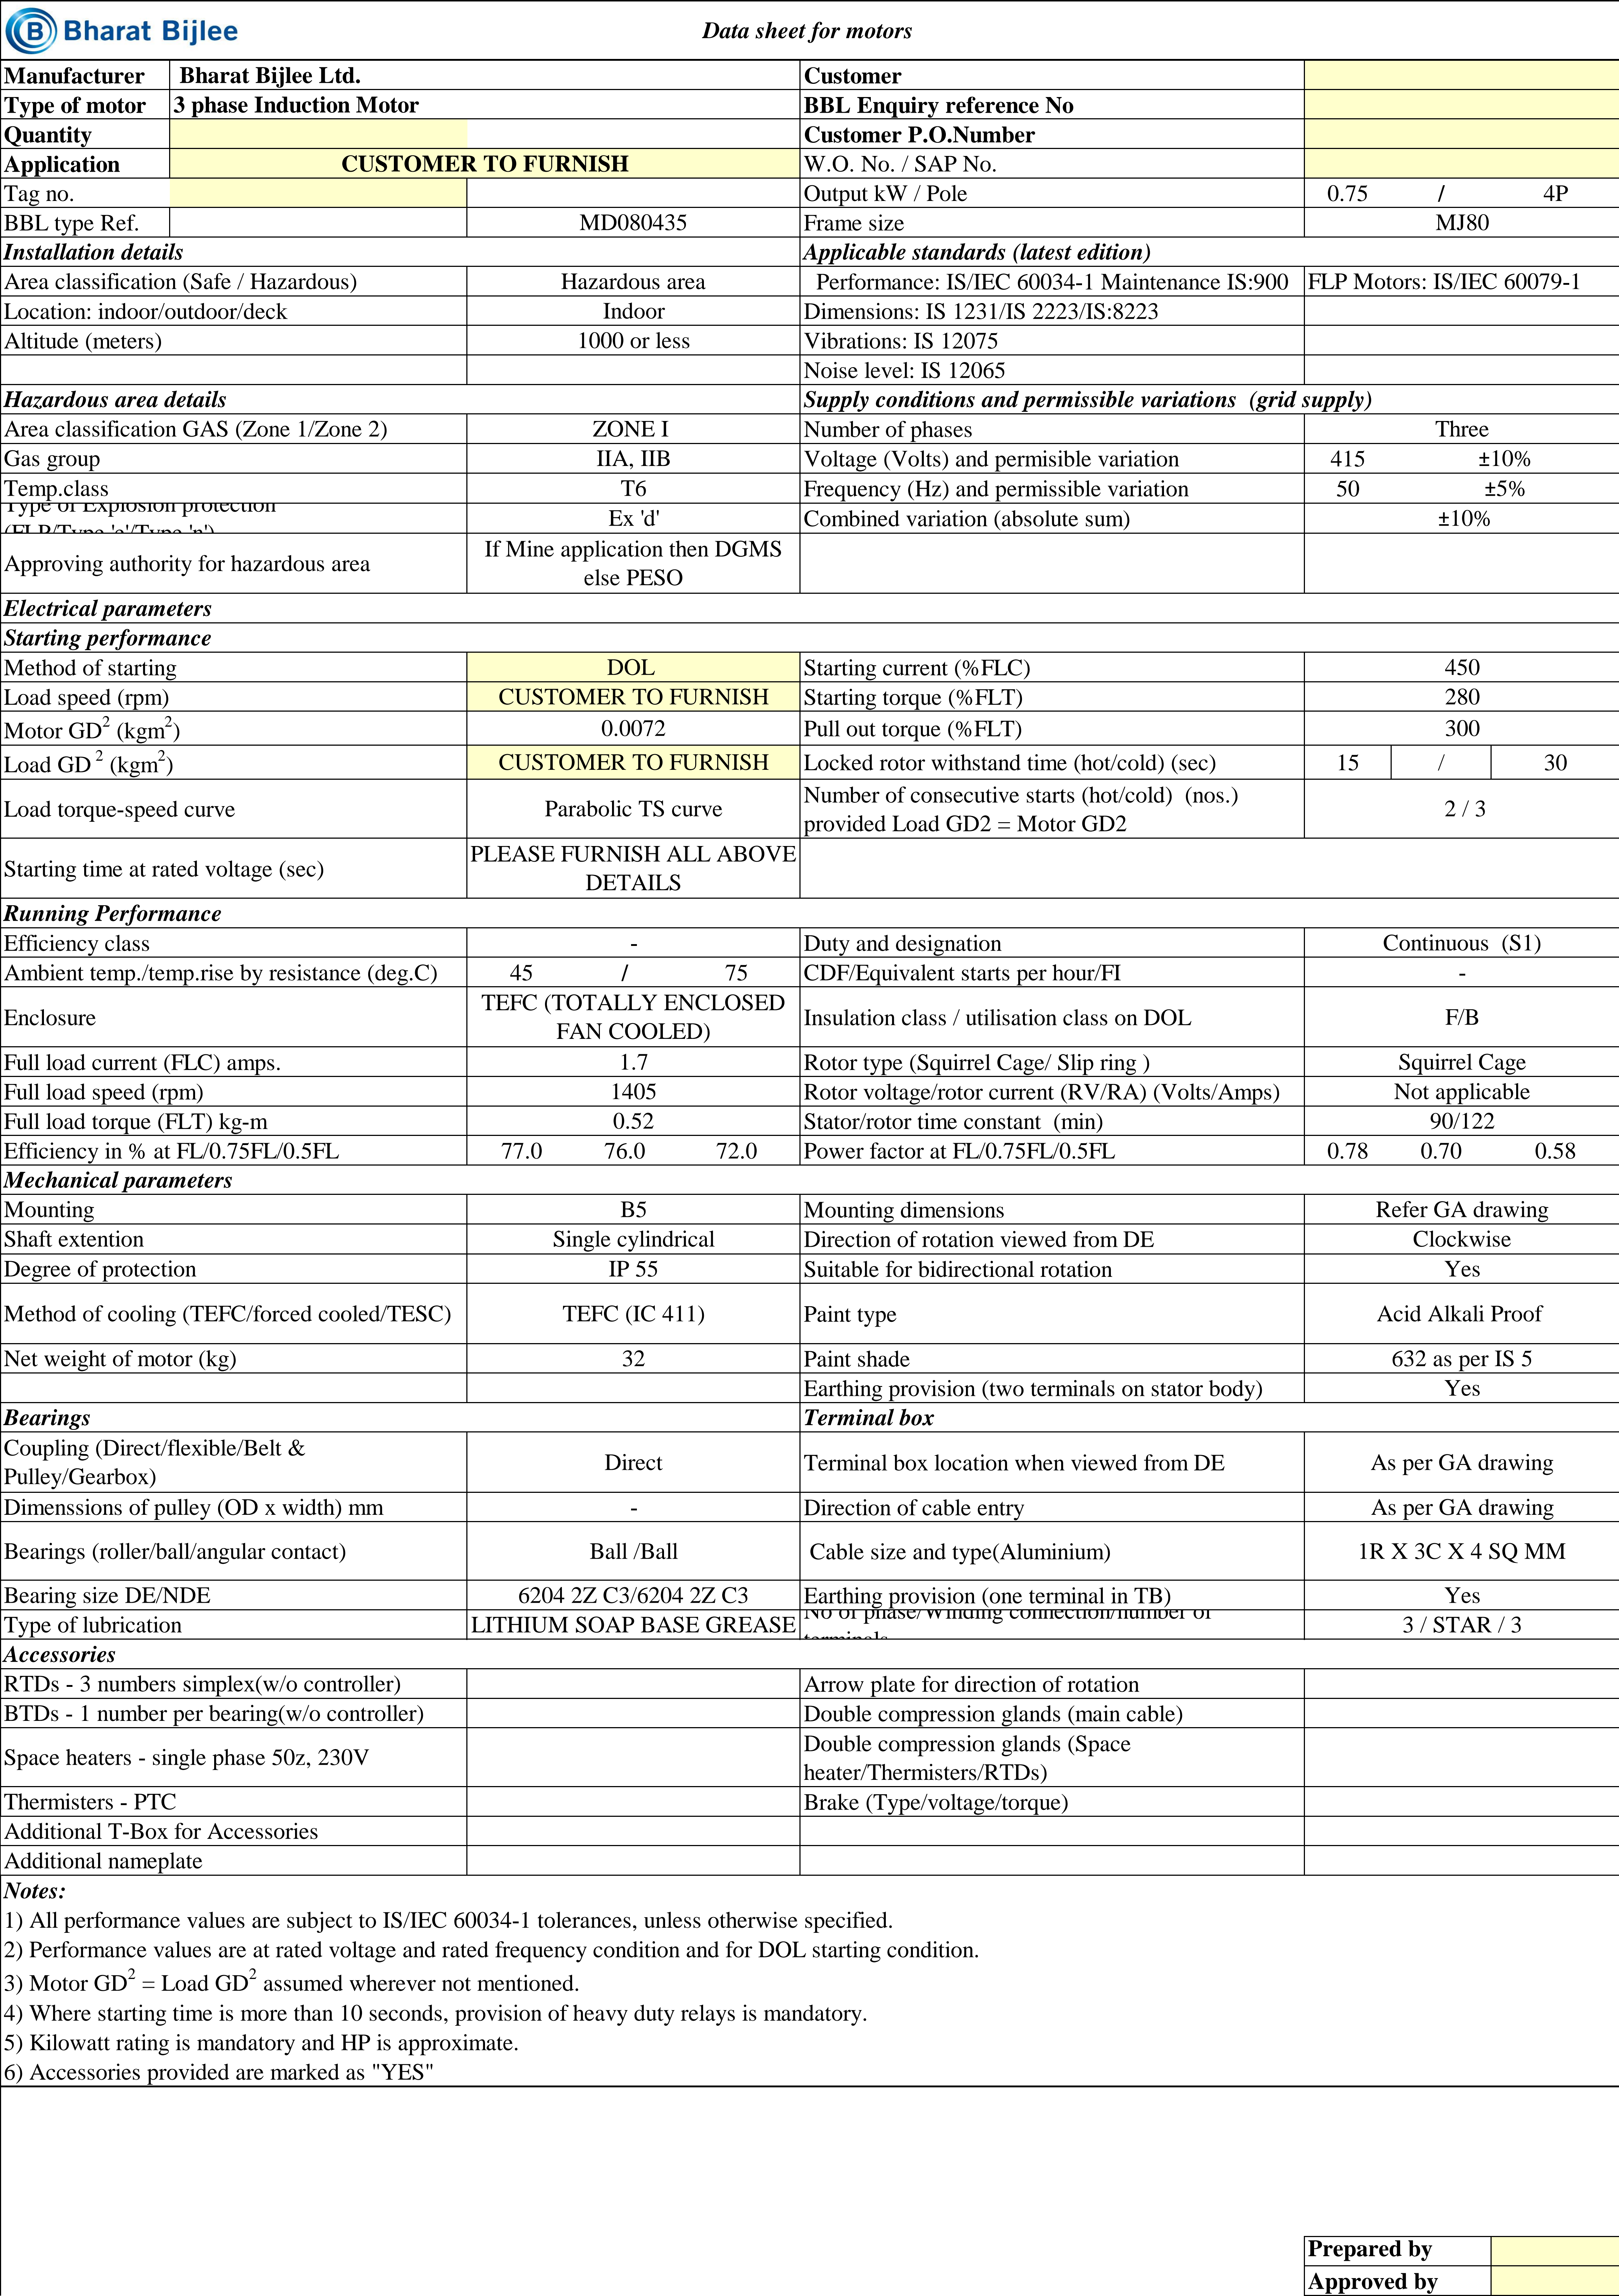 B Bharat Bijlee
Data sheet for motors
Manufacturer Bharat Bijlee Ltd. Customer
Type of motor 3 phase Induction Motor BBL Enquiry reference No
Quantity Customer P.O.Number
Application CUSTOMER TO FURNISH W.O. No. / SAP No.
Tag no. Output kW / Pole 0.75 / 4P
BBL type Ref. MD080435 Frame size MJ80
Installation details Applicable standards (latest edition)
Area classification (Safe / Hazardous) Hazardous area Performance: IS/IEC 60034-1 Maintenance IS:900 FLP Motors: IS/IEC 60079-1
Location: indoor/outdoor/deck Indoor Dimensions: IS 1231/IS 2223/IS:8223
Altitude (meters) 1000 or less Vibrations: IS 12075
Noise level: IS 12065
Hazardous area details Supply conditions and permissible variations (grid supply)
Area classification GAS (Zone 1/Zone 2) ZONE I Number of phases Three
Gas group IIA, IIB Voltage (Volts) and permisible variation 415 ±10%
Temp.class T6 Frequency (Hz) and permissible variation 50 ±5%
Type of Explosion protection
(FLP/Type 'e'/Type 'n') Ex 'd' Combined variation (absolute sum) ±10%
Approving authority for hazardous area If Mine application then DGMS
else PESO
Electrical parameters
Starting performance
Method of starting DOL Starting current (%FLC) 450
Load speed (rpm) CUSTOMER TO FURNISH Starting torque (%FLT) 280
Motor GD² (kgm²) 0.0072 Pull out torque (%FLT) 300
Load GD ² (kgm²) CUSTOMER TO FURNISH Locked rotor withstand time (hot/cold) (sec) 15 / 30
Load torque-speed curve Parabolic TS curve Number of consecutive starts (hot/cold) (nos.)
provided Load GD2 = Motor GD2 2 / 3
Starting time at rated voltage (sec) PLEASE FURNISH ALL ABOVE
DETAILS
Running Performance
Efficiency class - Duty and designation Continuous (S1)
Ambient temp./temp.rise by resistance (deg.C) 45 / 75 CDF/Equivalent starts per hour/FI -
Enclosure TEFC (TOTALLY ENCLOSED
FAN COOLED) Insulation class / utilisation class on DOL F/B
Full load current (FLC) amps. 1.7 Rotor type (Squirrel Cage/ Slip ring ) Squirrel Cage
Full load speed (rpm) 1405 Rotor voltage/rotor current (RV/RA) (Volts/Amps) Not applicable
Full load torque (FLT) kg-m 0.52 Stator/rotor time constant (min) 90/122
Efficiency in % at FL/0.75FL/0.5FL 77.0 76.0 72.0 Power factor at FL/0.75FL/0.5FL 0.78 0.70 0.58
Mechanical parameters
Mounting B5 Mounting dimensions Refer GA drawing
Shaft extention Single cylindrical Direction of rotation viewed from DE Clockwise
Degree of protection IP 55 Suitable for bidirectional rotation Yes
Method of cooling (TEFC/forced cooled/TESC) TEFC (IC 411) Paint type Acid Alkali Proof
Net weight of motor (kg) 32 Paint shade 632 as per IS 5
Earthing provision (two terminals on stator body) Yes
Bearings Terminal box
Coupling (Direct/flexible/Belt &
Pulley/Gearbox) Direct Terminal box location when viewed from DE As per GA drawing
Dimenssions of pulley (OD x width) mm - Direction of cable entry As per GA drawing
Bearings (roller/ball/angular contact) Ball /Ball Cable size and type(Aluminium) 1R X 3C X 4 SQ MM
Bearing size DE/NDE 6204 2Z C3/6204 2Z C3 Earthing provision (one terminal in TB) Yes
Type of lubrication LITHIUM SOAP BASE GREASE No of phase/Winding connection/number of
terminals 3 / STAR / 3
Accessories
RTDs - 3 numbers simplex(w/o controller) Arrow plate for direction of rotation
BTDs - 1 number per bearing(w/o controller) Double compression glands (main cable)
Space heaters - single phase 50z, 230V Double compression glands (Space
heater/Thermisters/RTDs)
Thermisters - PTC Brake (Type/voltage/torque)
Additional T-Box for Accessories
Additional nameplate
Notes:
1) All performance values are subject to IS/IEC 60034-1 tolerances, unless otherwise specified.
2) Performance values are at rated voltage and rated frequency condition and for DOL starting condition.
3) Motor GD² = Load GD² assumed wherever not mentioned.
4) Where starting time is more than 10 seconds, provision of heavy duty relays is mandatory.
5) Kilowatt rating is mandatory and HP is approximate.
6) Accessories provided are marked as "YES"
Prepared by
Approved by